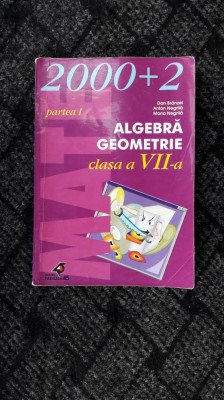 2000+2
partea I
Dan Brânzei
Anton Negrilă
Maria Negrilă
ALGEBRĂ
GEOMETRIE
clasa a VII-a
MATE